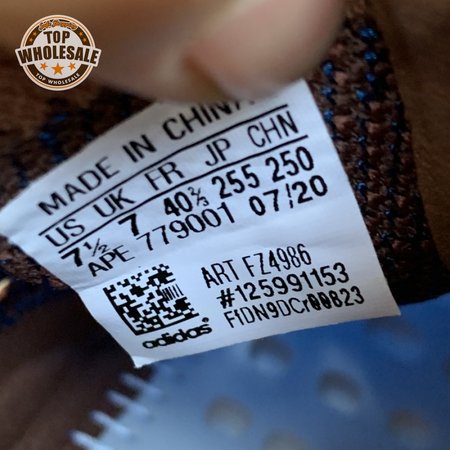 TOP
WHOLESALE
TOP WHOLESALE
MADE IN CHINA
US UK FR JP CHN
7½ 7 40⅔ 255 250
APE 779001 07/20
ART FZ4986
#125991153
adidas